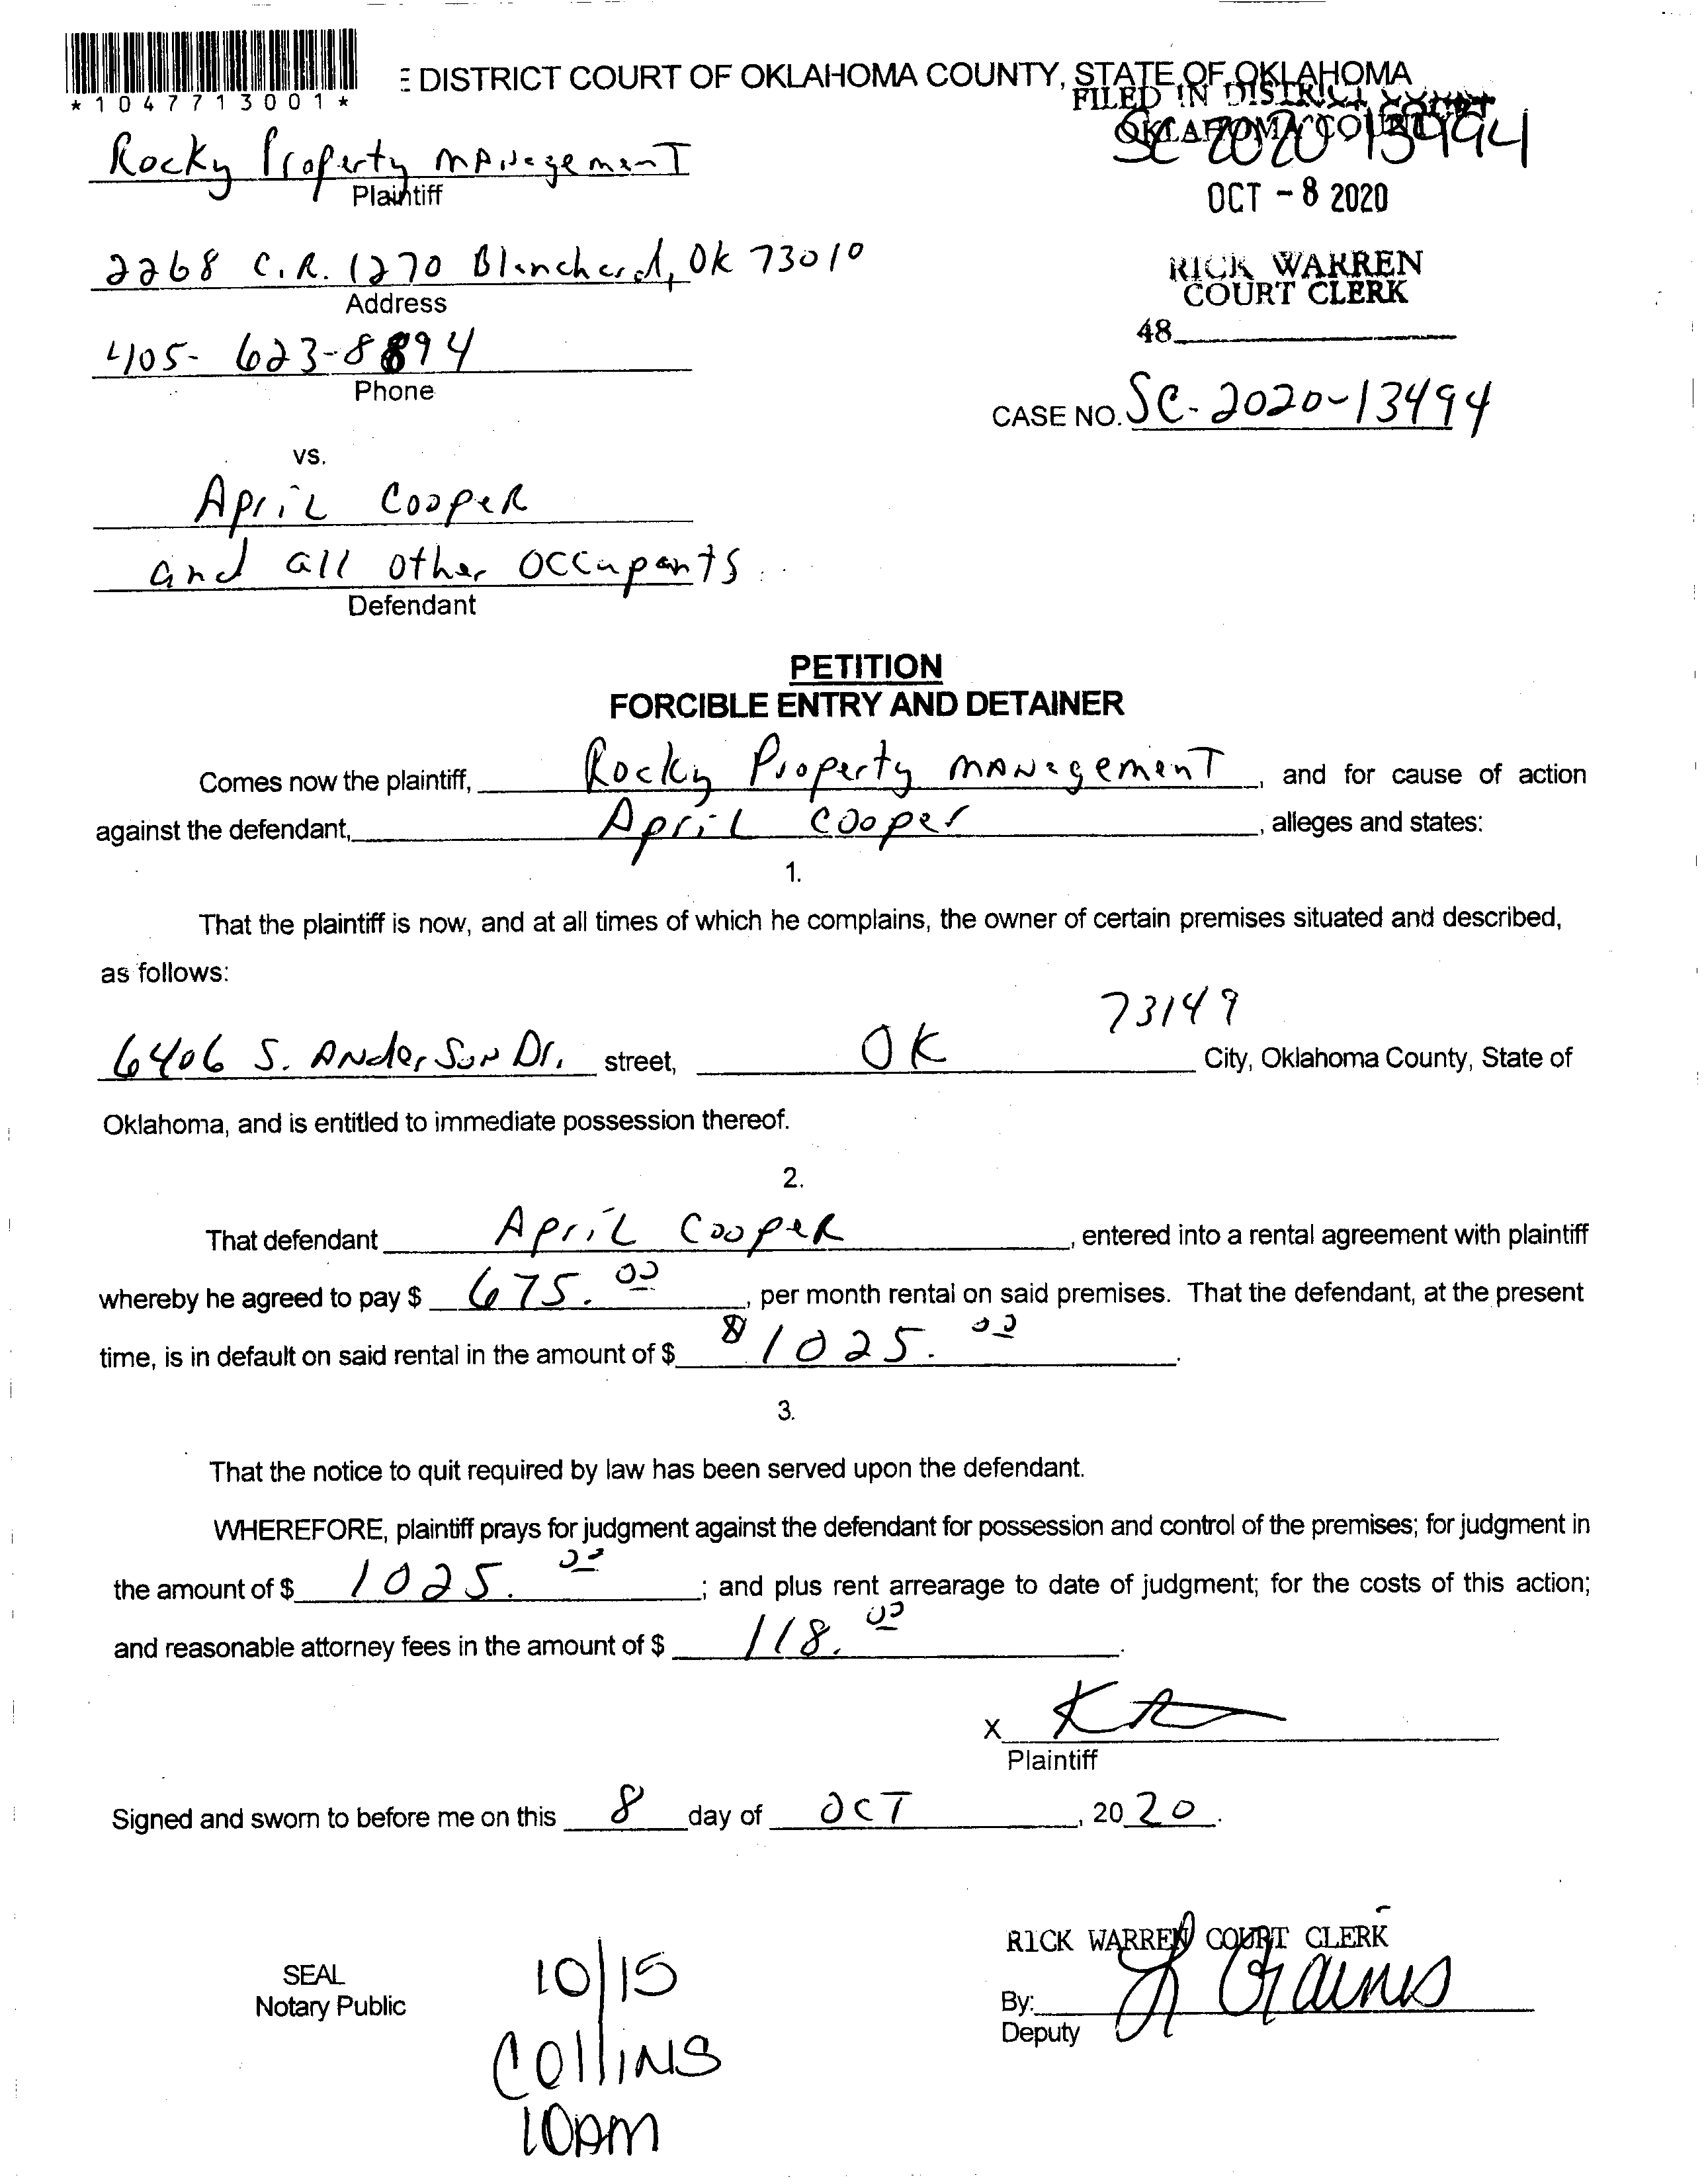 *1047713001*
E DISTRICT COURT OF OKLAHOMA COUNTY, STATE OF OKLAHOMA
FILED IN DISTRICT COURT
OKLAHOMA COUNTY
SC-2020-13494
Rocky Property Management
Plaintiff
OCT - 8 2020
2268 C.R. 1270 Blanchard, Ok 73010
Address
RICK WARREN
COURT CLERK
48
405-623-8894
Phone
CASE NO. SC-2020-13494
vs.
April Cooper
and all other occupants
Defendant
PETITION
FORCIBLE ENTRY AND DETAINER
Comes now the plaintiff, Rocky Property Management, and for cause of action
against the defendant, April Cooper, alleges and states:
1.
That the plaintiff is now, and at all times of which he complains, the owner of certain premises situated and described,
as follows:
73149
6406 S. Anderson Dr. street, OK City, Oklahoma County, State of
Oklahoma, and is entitled to immediate possession thereof.
2.
That defendant April Cooper, entered into a rental agreement with plaintiff
whereby he agreed to pay $ 675.00, per month rental on said premises. That the defendant, at the present
time, is in default on said rental in the amount of $ $1025.00.
3.
That the notice to quit required by law has been served upon the defendant.
WHEREFORE, plaintiff prays for judgment against the defendant for possession and control of the premises; for judgment in
the amount of $ 1025.00; and plus rent arrearage to date of judgment; for the costs of this action;
and reasonable attorney fees in the amount of $ 118.00.
X
Plaintiff
Signed and sworn to before me on this 8 day of OCT, 2020.
RICK WARREN COURT CLERK
SEAL
Notary Public
10/15
Collins
10AM
By:
Deputy